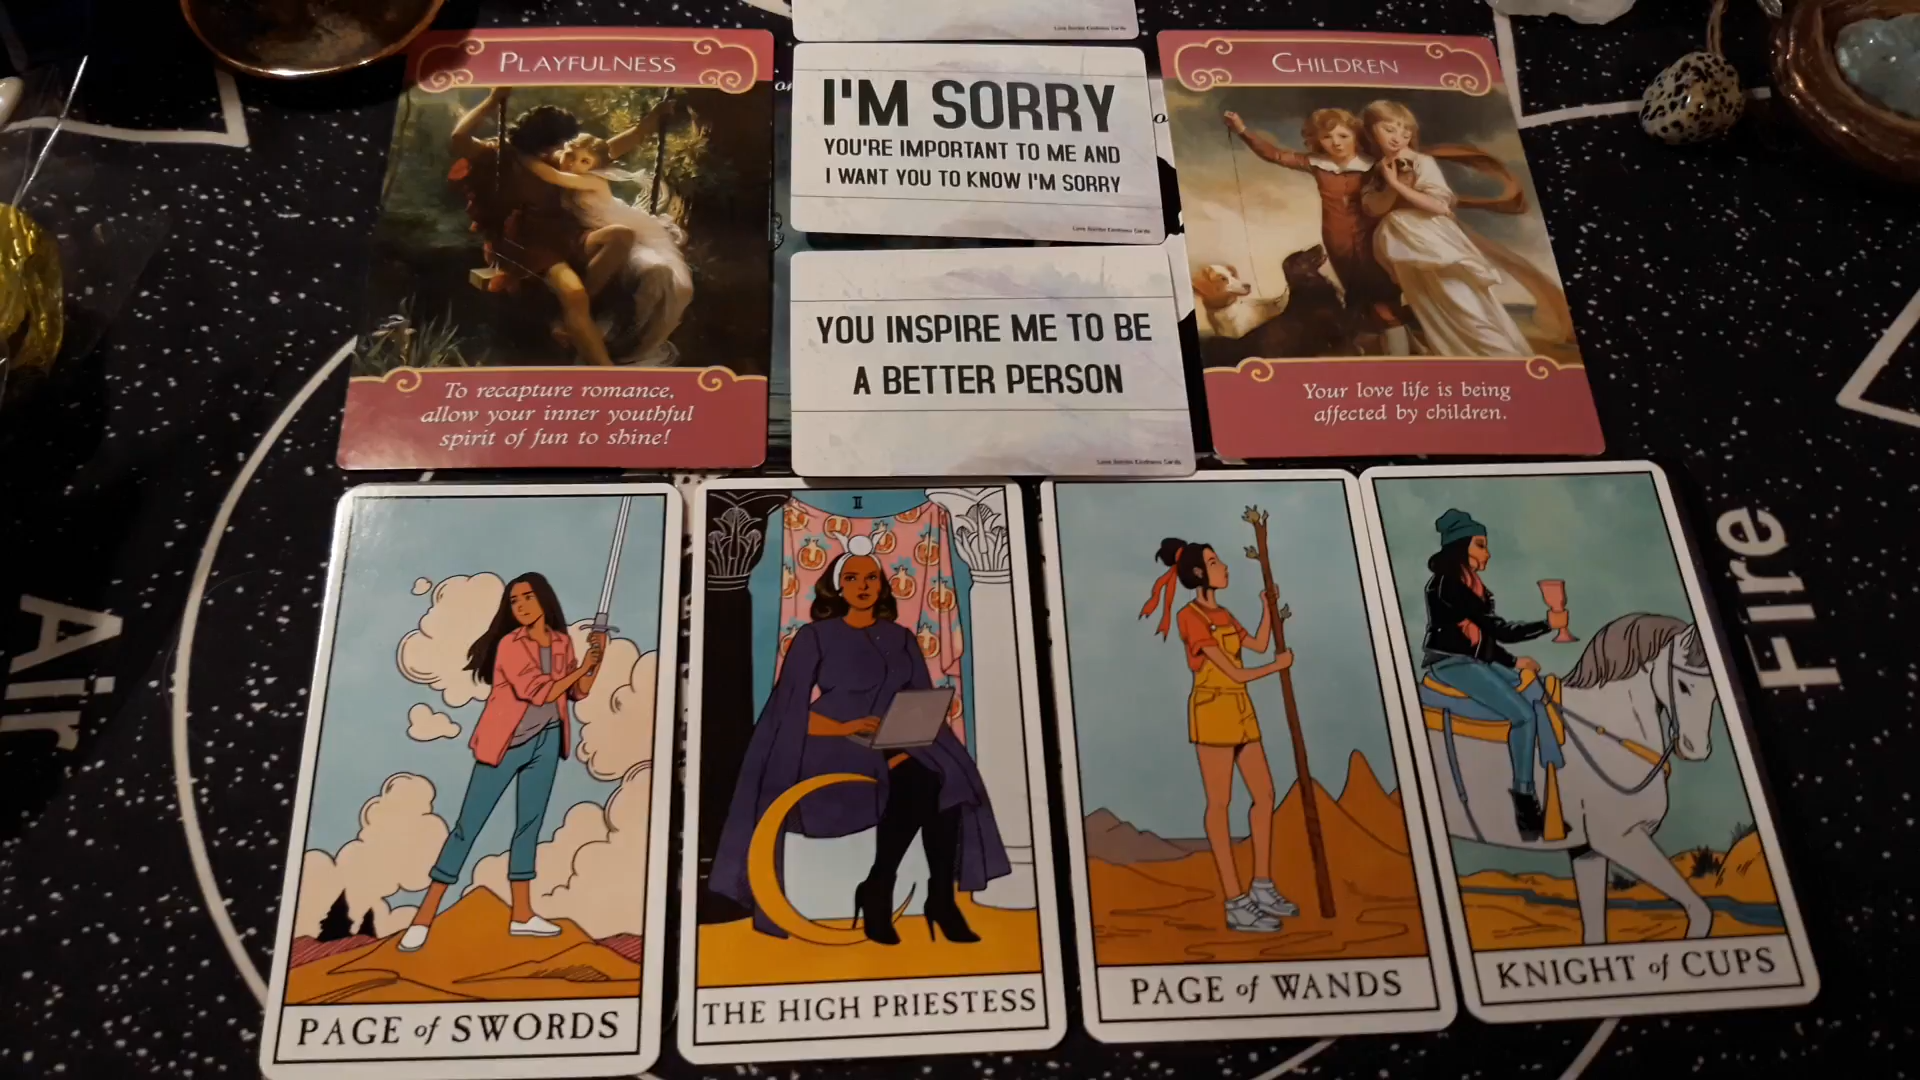 PLAYFULNESS
To recapture romance,
allow your inner youthful
spirit of fun to shine!
I'M SORRY
YOU'RE IMPORTANT TO ME AND
I WANT YOU TO KNOW I'M SORRY
YOU INSPIRE ME TO BE
A BETTER PERSON
CHILDREN
Your love life is being
affected by children.
Air
Fire
PAGE of SWORDS
II
THE HIGH PRIESTESS
PAGE of WANDS
KNIGHT of CUPS